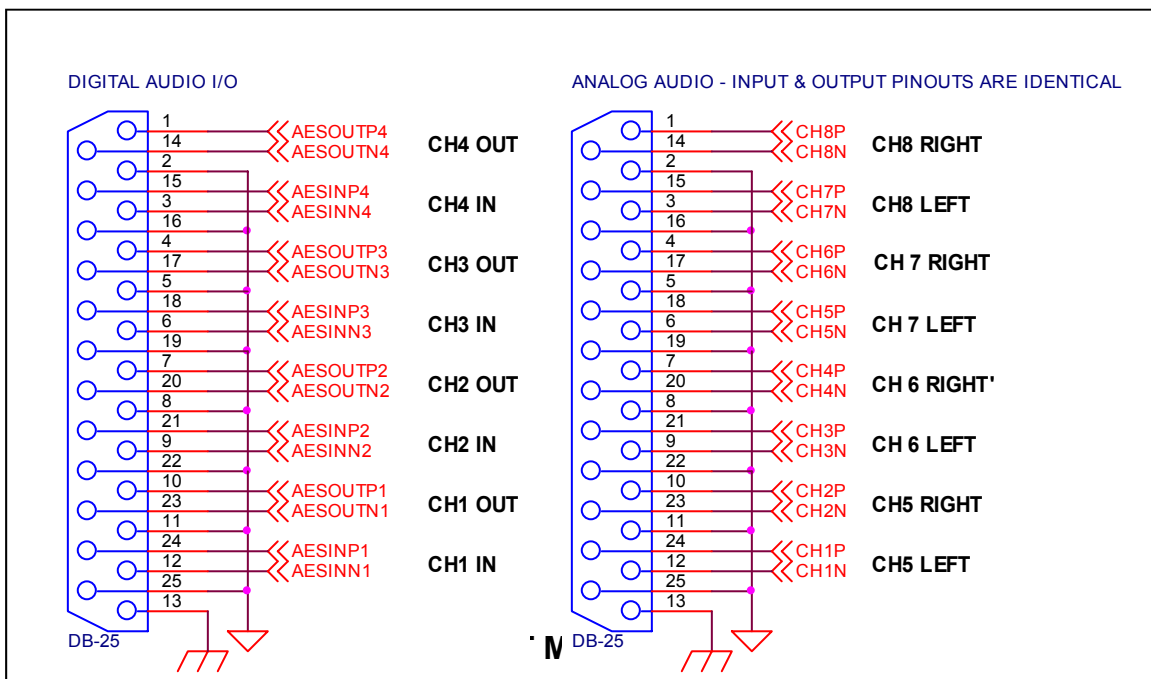 DIGITAL AUDIO I/O
1
14
2
15
3
16
4
17
5
18
6
19
7
20
8
21
9
22
10
23
11
24
12
25
13
AESOUTP4
AESOUTN4
CH4 OUT
AESINP4
AESINN4
CH4 IN
AESOUTP3
AESOUTN3
CH3 OUT
AESINP3
AESINN3
CH3 IN
AESOUTP2
AESOUTN2
CH2 OUT
AESINP2
AESINN2
CH2 IN
AESOUTP1
AESOUTN1
CH1 OUT
AESINP1
AESINN1
CH1 IN
DB-25
ANALOG AUDIO - INPUT & OUTPUT PINOUTS ARE IDENTICAL
1
14
2
15
3
16
4
17
5
18
6
19
7
20
8
21
9
22
10
23
11
24
12
25
13
CH8P
CH8N
CH8 RIGHT
CH7P
CH7N
CH8 LEFT
CH6P
CH6N
CH 7 RIGHT
CH5P
CH5N
CH 7 LEFT
CH4P
CH4N
CH 6 RIGHT'
CH3P
CH3N
CH 6 LEFT
CH2P
CH2N
CH5 RIGHT
CH1P
CH1N
CH5 LEFT
DB-25